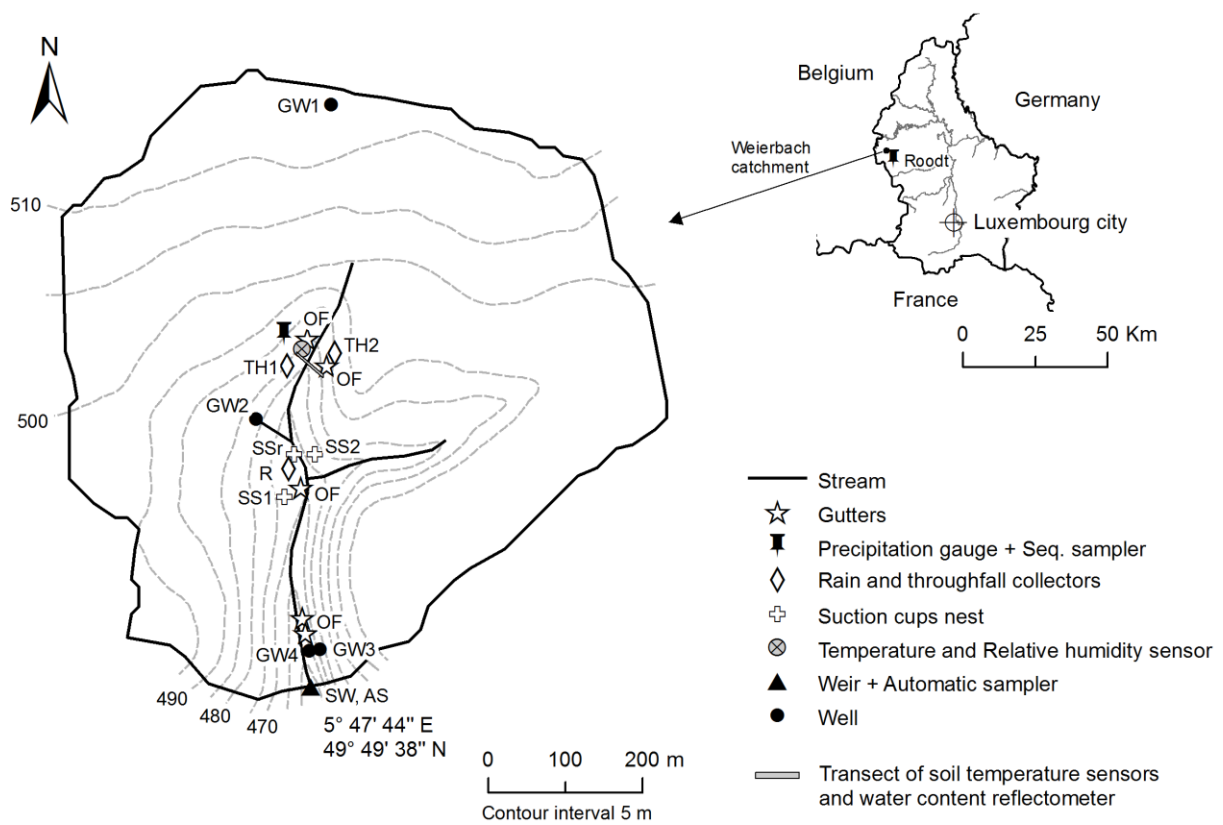 N
GW1
510
OF
TH2
TH1
OF
GW2
500
SSr
SS2
R
SS1
OF
OF
GW4
GW3
490
480
470
SW, AS
5° 47' 44" E
49° 49' 38" N
0 100 200 m
Contour interval 5 m
Belgium
Germany
Weierbach
catchment
Roodt
Luxembourg city
France
0 25 50 Km
Stream
Gutters
Precipitation gauge + Seq. sampler
Rain and throughfall collectors
Suction cups nest
Temperature and Relative humidity sensor
Weir + Automatic sampler
Well
Transect of soil temperature sensors
and water content reflectometer